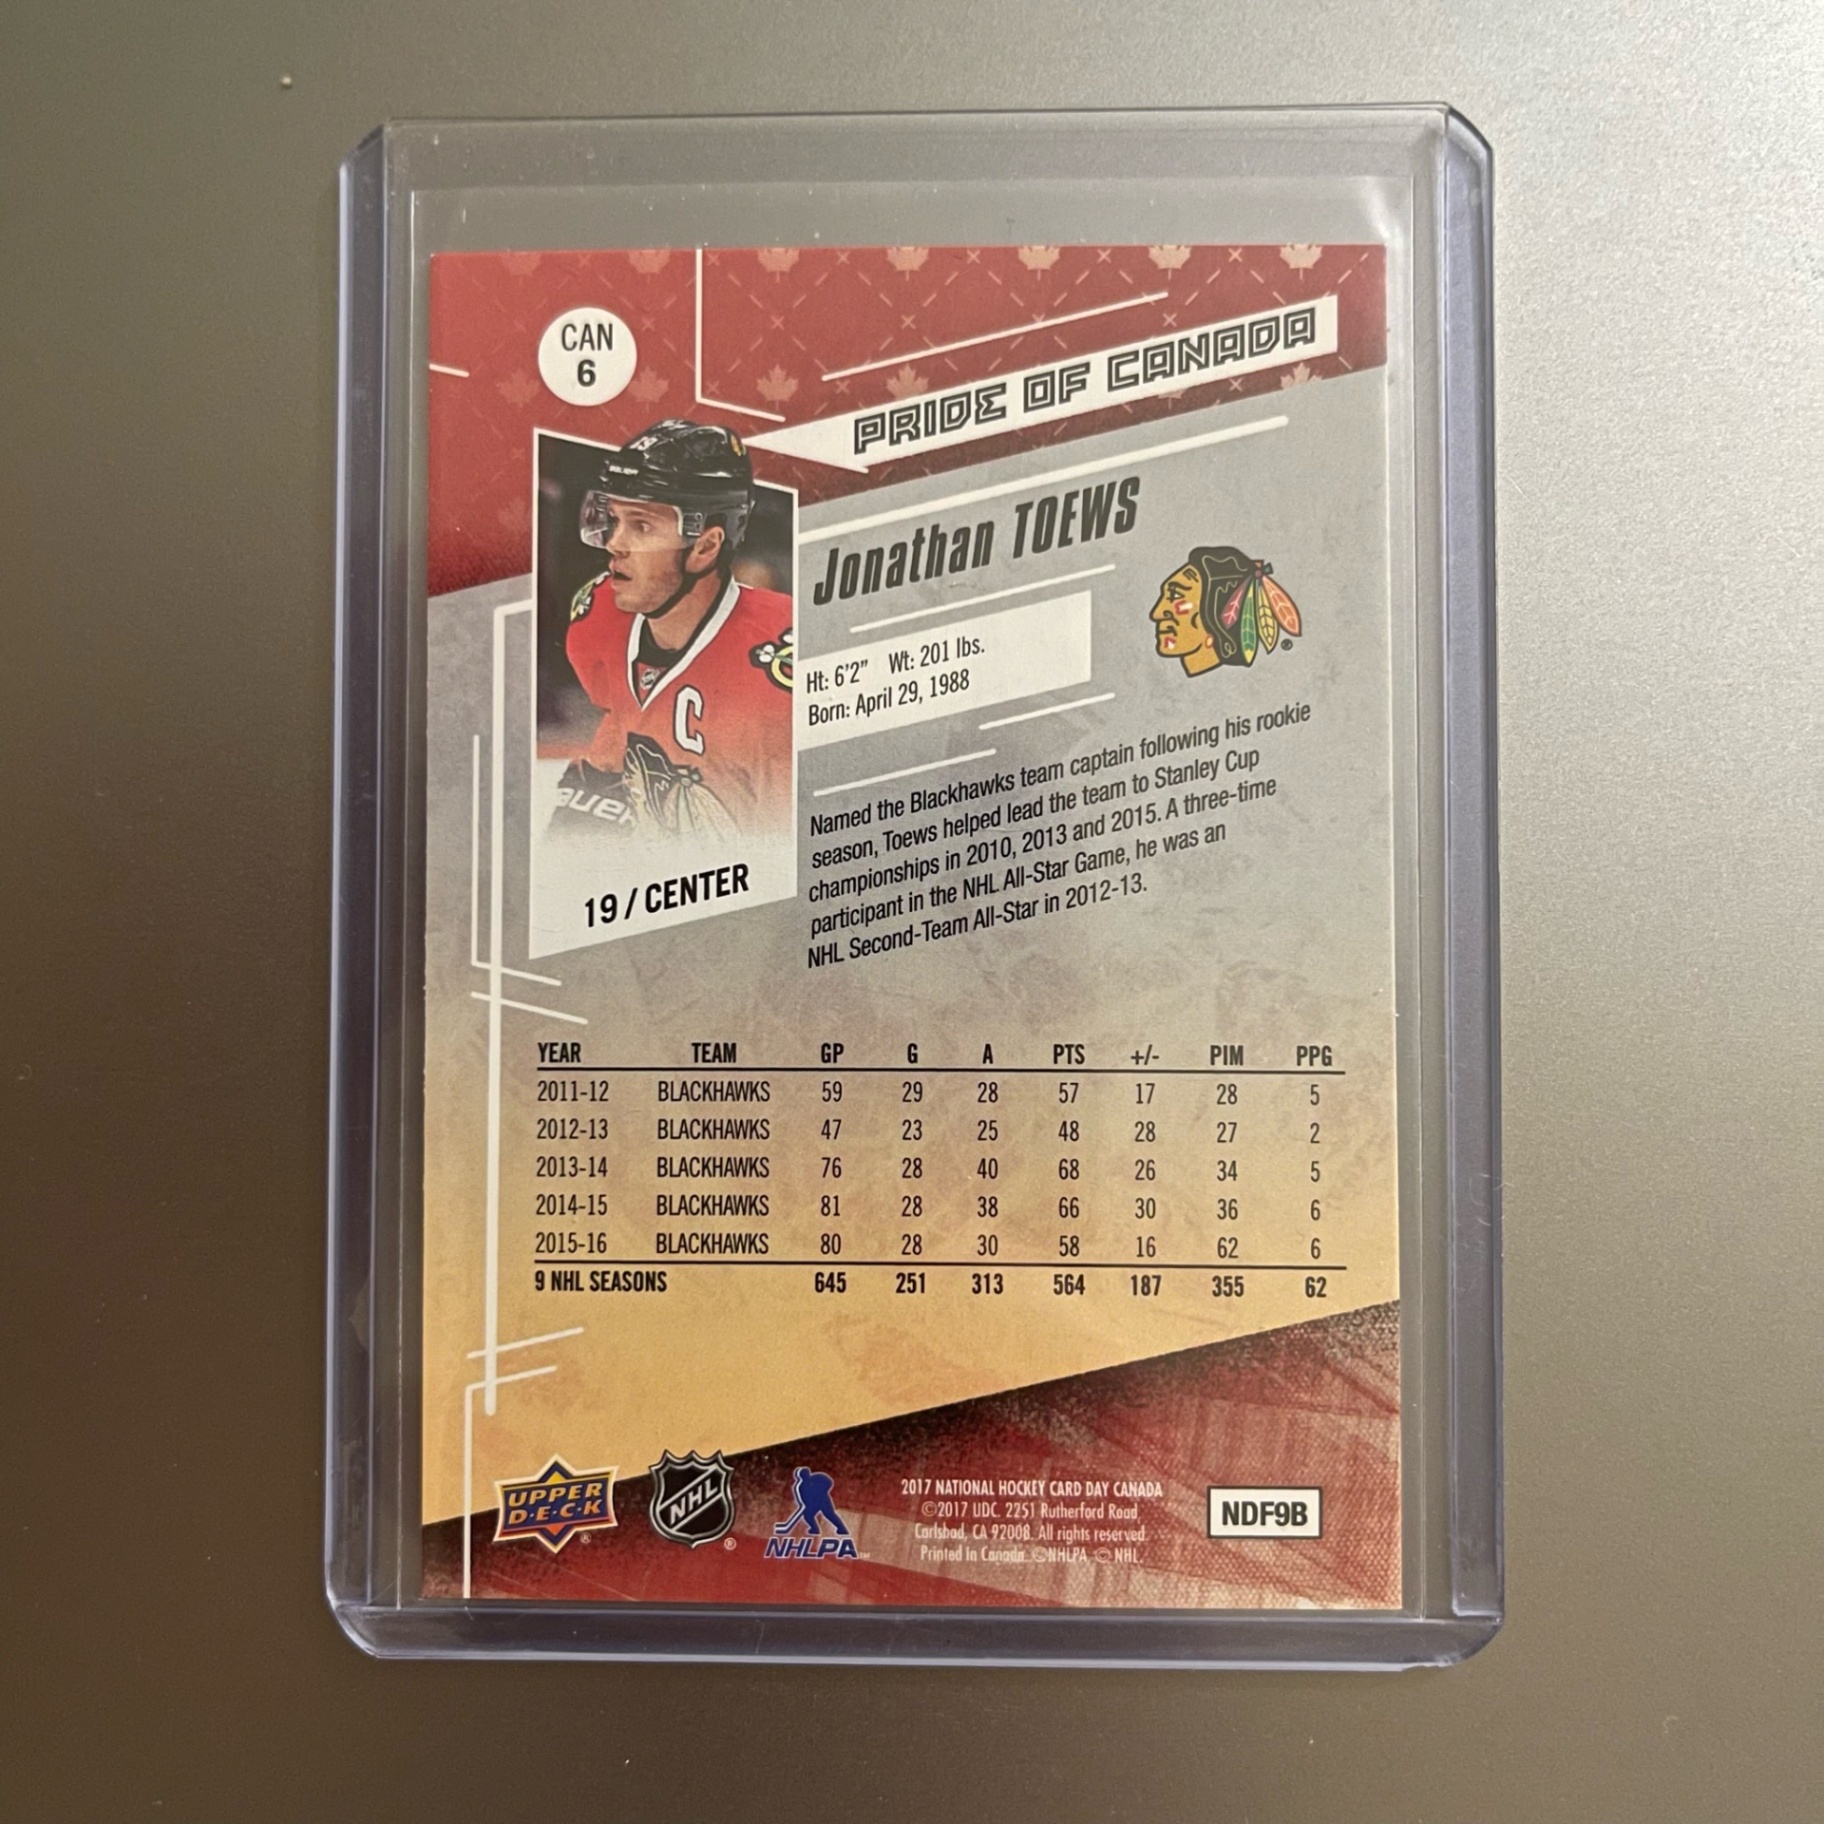 CAN
6
PRIDE OF CANADA
Jonathan TOEWS
Ht: 6'2" Wt: 201 lbs.
Born: April 29, 1988
C
BAUER
19 / CENTER
Named the Blackhawks team captain following his rookie
season, Toews helped lead the team to Stanley Cup
championships in 2010, 2013 and 2015. A three-time
participant in the NHL All-Star Game, he was an
NHL Second-Team All-Star in 2012-13.
YEAR TEAM GP G A PTS +/- PIM PPG
2011-12 BLACKHAWKS 59 29 28 57 17 28 5
2012-13 BLACKHAWKS 47 23 25 48 28 27 2
2013-14 BLACKHAWKS 76 28 40 68 26 34 5
2014-15 BLACKHAWKS 81 28 38 66 30 36 6
2015-16 BLACKHAWKS 80 28 30 58 16 62 6
9 NHL SEASONS 645 251 313 564 187 355 62
UPPER
D·E·C·K
®
NHL
®
NHLPA
2017 NATIONAL HOCKEY CARD DAY CANADA
©2017 UDC. 2251 Rutherford Road,
Carlsbad, CA 92008. All rights reserved.
Printed in Canada. ©NHLPA © NHL.
NDF9B